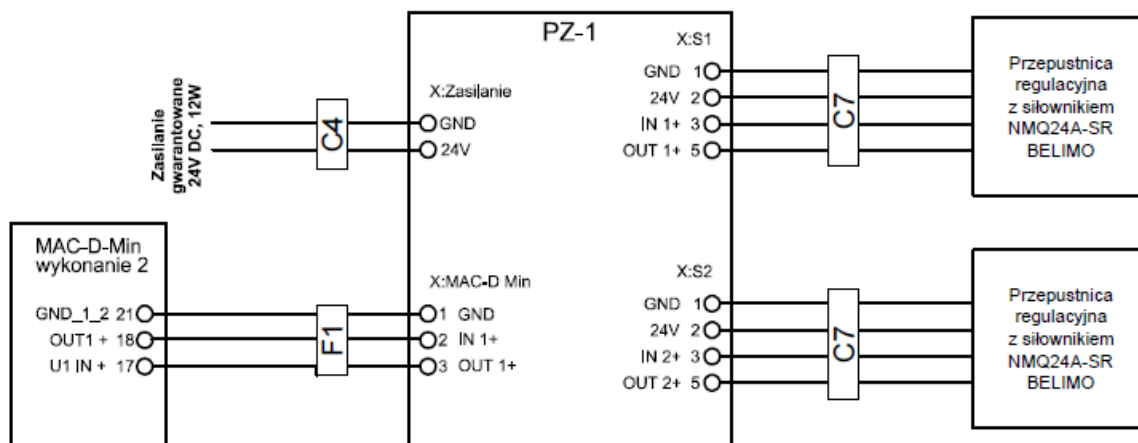 PZ-1
Zasilanie
gwarantowane
24V DC, 12W
C4
X:Zasilanie
GND
24V
X:S1
GND 1
24V 2
IN 1+ 3
OUT 1+ 5
C7
Przepustnica
regulacyjna
z siłownikiem
NMQ24A-SR
BELIMO
MAC-D-Min
wykonanie 2
GND_1_2 21
OUT1 + 18
U1 IN + 17
F1
X:MAC-D Min
1 GND
2 IN 1+
3 OUT 1+
X:S2
GND 1
24V 2
IN 2+ 3
OUT 2+ 5
C7
Przepustnica
regulacyjna
z siłownikiem
NMQ24A-SR
BELIMO